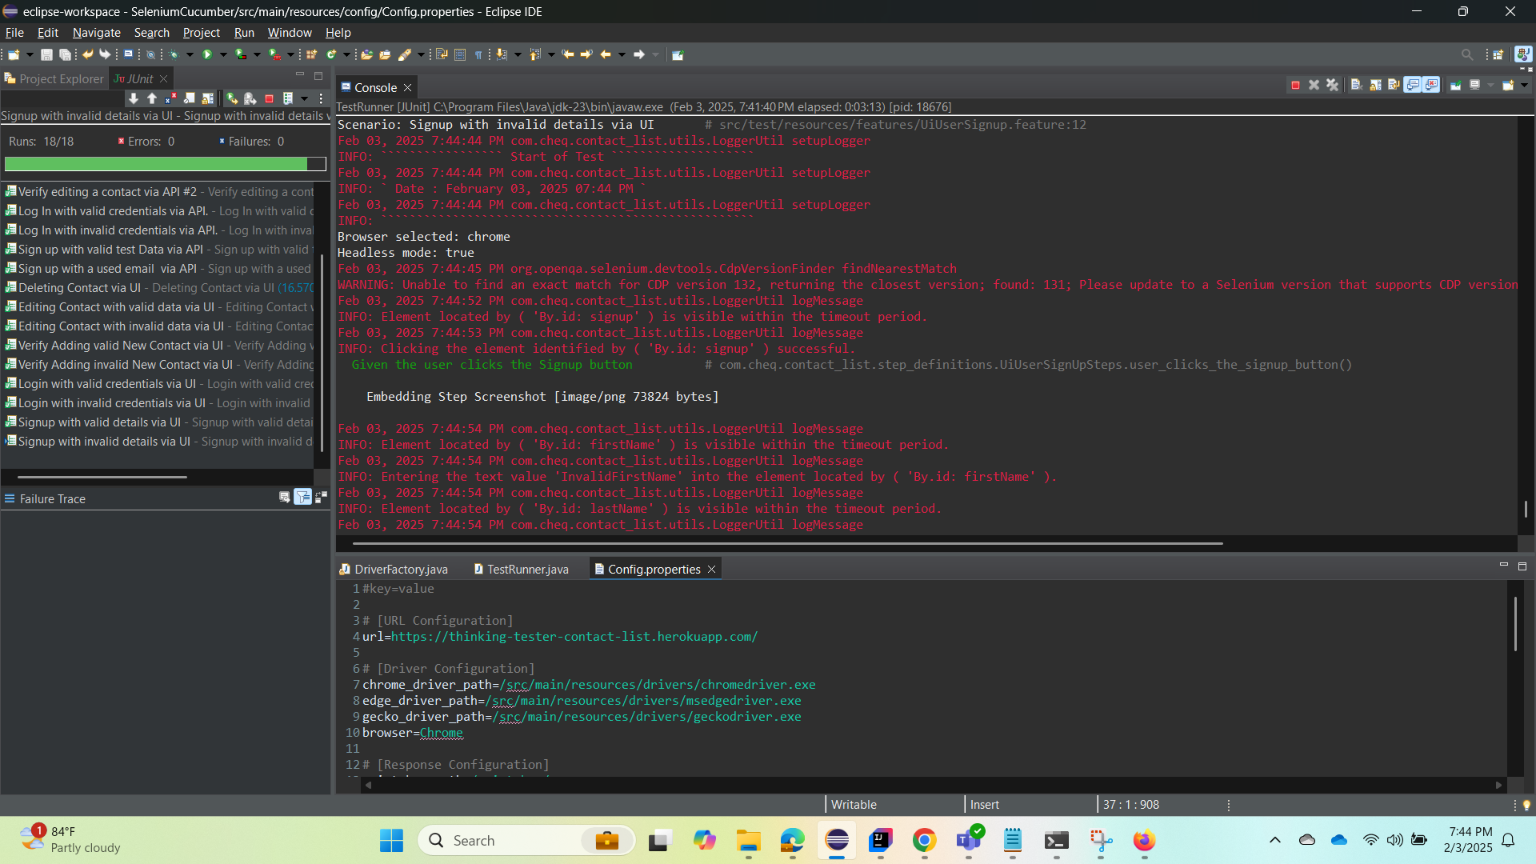 eclipse-workspace - SeleniumCucumber/src/main/resources/config/Config.properties - Eclipse IDE
File Edit Navigate Search Project Run Window Help
Project Explorer JUnit
Signup with invalid details via UI - Signup with invalid details v
Runs: 18/18 Errors: 0 Failures: 0
Verify editing a contact via API #2 - Verify editing a cont
Log In with valid credentials via API. - Log In with valid c
Log In with invalid credentials via API. - Log In with inva
Sign up with valid test Data via API - Sign up with valid
Sign up with a used email  via API - Sign up with a used
Deleting Contact via UI - Deleting Contact via UI (16.570
Editing Contact with valid data via UI - Editing Contact
Editing Contact with invalid data via UI - Editing Contac
Verify Adding valid New Contact via UI - Verify Adding v
Verify Adding invalid New Contact via UI - Verify Adding
Login with valid credentials via UI - Login with valid cred
Login with invalid credentials via UI - Login with invalid
Signup with valid details via UI - Signup with valid detai
Signup with invalid details via UI - Signup with invalid d
Failure Trace
Console
TestRunner [JUnit] C:\Program Files\Java\jdk-23\bin\javaw.exe (Feb 3, 2025, 7:41:40 PM elapsed: 0:03:13) [pid: 18676]
Scenario: Signup with invalid details via UI # src/test/resources/features/UiUserSignup.feature:12
Feb 03, 2025 7:44:44 PM com.cheq.contact_list.utils.LoggerUtil setupLogger
INFO: ````````````````` Start of Test ````````````````````
Feb 03, 2025 7:44:44 PM com.cheq.contact_list.utils.LoggerUtil setupLogger
INFO: ` Date : February 03, 2025 07:44 PM `
Feb 03, 2025 7:44:44 PM com.cheq.contact_list.utils.LoggerUtil setupLogger
INFO: ````````````````````````````````````````````````````
Browser selected: chrome
Headless mode: true
Feb 03, 2025 7:44:45 PM org.openqa.selenium.devtools.CdpVersionFinder findNearestMatch
WARNING: Unable to find an exact match for CDP version 132, returning the closest version; found: 131; Please update to a Selenium version that supports CDP version
Feb 03, 2025 7:44:52 PM com.cheq.contact_list.utils.LoggerUtil logMessage
INFO: Element located by ( 'By.id: signup' ) is visible within the timeout period.
Feb 03, 2025 7:44:53 PM com.cheq.contact_list.utils.LoggerUtil logMessage
INFO: Clicking the element identified by ( 'By.id: signup' ) successful.
Given the user clicks the Signup button # com.cheq.contact_list.step_definitions.UiUserSignUpSteps.user_clicks_the_signup_button()
Embedding Step Screenshot [image/png 73824 bytes]
Feb 03, 2025 7:44:54 PM com.cheq.contact_list.utils.LoggerUtil logMessage
INFO: Element located by ( 'By.id: firstName' ) is visible within the timeout period.
Feb 03, 2025 7:44:54 PM com.cheq.contact_list.utils.LoggerUtil logMessage
INFO: Entering the text value 'InvalidFirstName' into the element located by ( 'By.id: firstName' ).
Feb 03, 2025 7:44:54 PM com.cheq.contact_list.utils.LoggerUtil logMessage
INFO: Element located by ( 'By.id: lastName' ) is visible within the timeout period.
Feb 03, 2025 7:44:54 PM com.cheq.contact_list.utils.LoggerUtil logMessage
DriverFactory.java TestRunner.java Config.properties
1 #key=value
2
3 # [URL Configuration]
4 url=https://thinking-tester-contact-list.herokuapp.com/
5
6 # [Driver Configuration]
7 chrome_driver_path=/src/main/resources/drivers/chromedriver.exe
8 edge_driver_path=/src/main/resources/drivers/msedgedriver.exe
9 gecko_driver_path=/src/main/resources/drivers/geckodriver.exe
10 browser=Chrome
11
12 # [Response Configuration]
Writable Insert 37 : 1 : 908
1 84°F
Partly cloudy
Search
7:44 PM
2/3/2025